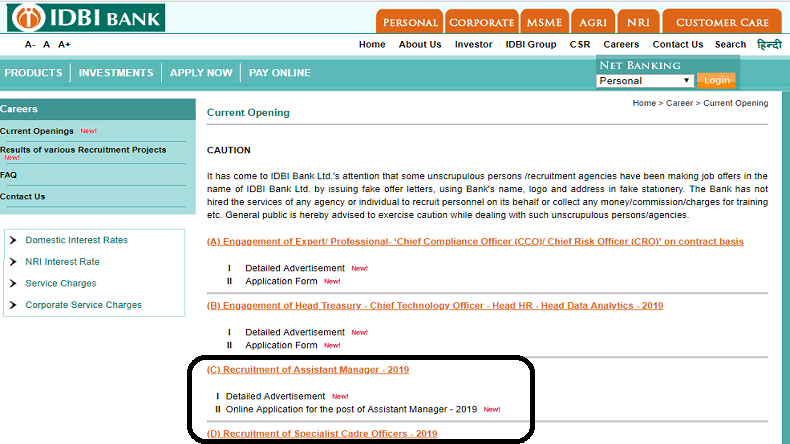 IDBI BANK
PERSONAL CORPORATE MSME AGRI NRI CUSTOMER CARE
A- A A+
Home About Us Investor IDBI Group CSR Careers Contact Us Search हिन्दी
PRODUCTS INVESTMENTS APPLY NOW PAY ONLINE
NET BANKING
Personal Login
Home > Career > Current Opening
Careers
Current Openings New!
Results of various Recruitment Projects
New!
FAQ
Contact Us
Domestic Interest Rates
NRI Interest Rate
Service Charges
Corporate Service Charges
Current Opening
CAUTION
It has come to IDBI Bank Ltd.'s attention that some unscrupulous persons /recruitment agencies have been making job offers in the
name of IDBI Bank Ltd. by issuing fake offer letters, using Bank's name, logo and address in fake stationery. The Bank has not
hired the services of any agency or individual to recruit personnel on its behalf or collect any money/commission/charges for training
etc. General public is hereby advised to exercise caution while dealing with such unscrupulous persons/agencies.
(A) Engagement of Expert/ Professional- 'Chief Compliance Officer (CCO)/ Chief Risk Officer (CRO)' on contract basis
I Detailed Advertisement New!
II Application Form New!
(B) Engagement of Head Treasury - Chief Technology Officer - Head HR - Head Data Analytics - 2019
I Detailed Advertisement New!
II Application Form New!
(C) Recruitment of Assistant Manager - 2019
I Detailed Advertisement New!
II Online Application for the post of Assistant Manager - 2019 New!
(D) Recruitment of Specialist Cadre Officers - 2019